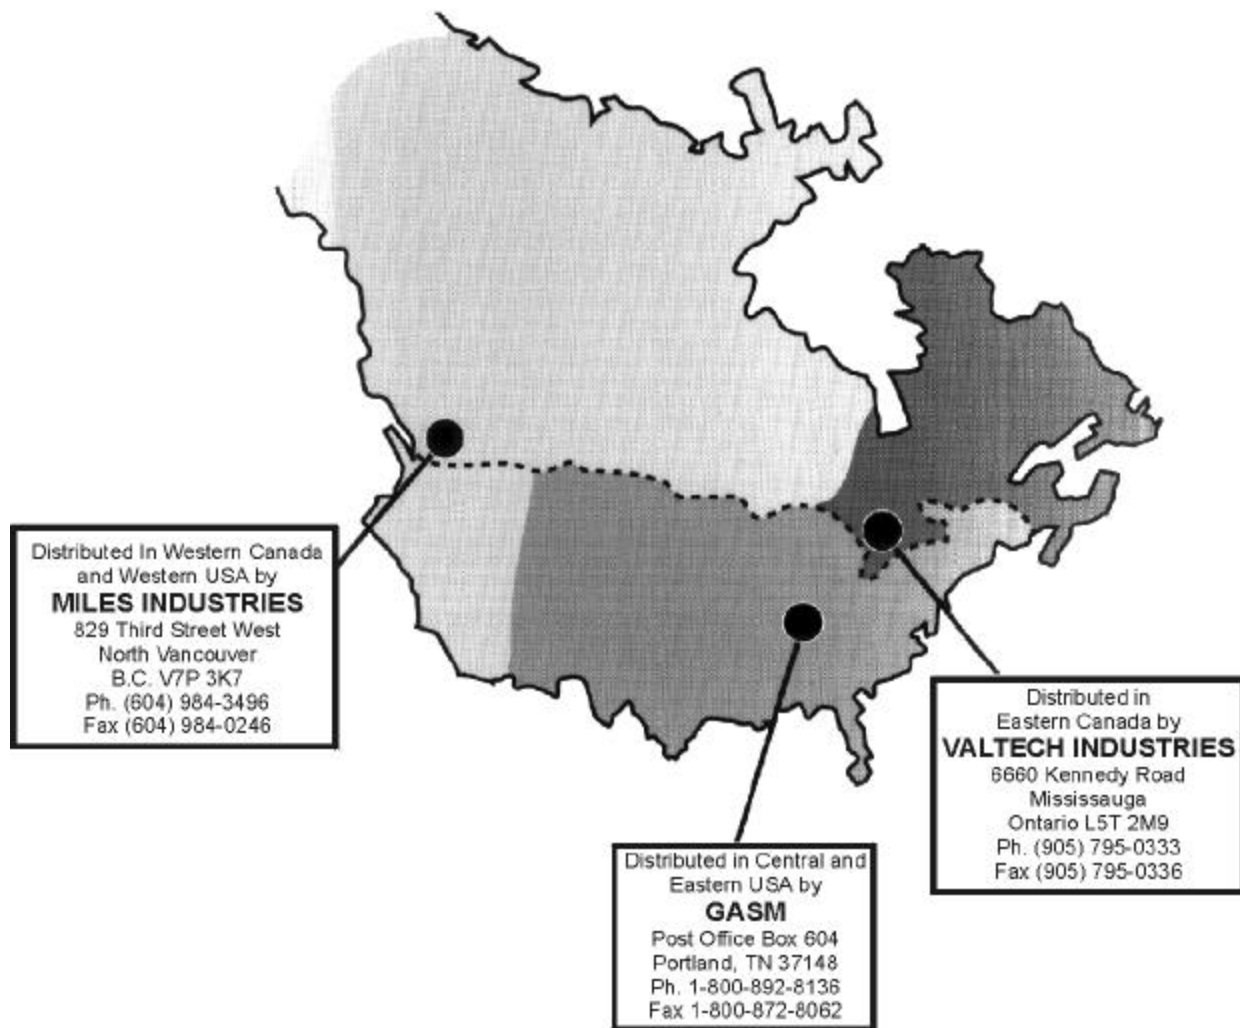 Distributed In Western Canada
and Western USA by
MILES INDUSTRIES
829 Third Street West
North Vancouver
B.C. V7P 3K7
Ph. (604) 984-3496
Fax (604) 984-0246
Distributed in
Eastern Canada by
VALTECH INDUSTRIES
6660 Kennedy Road
Mississauga
Ontario L5T 2M9
Ph. (905) 795-0333
Fax (905) 795-0336
Distributed in Central and
Eastern USA by
GASM
Post Office Box 604
Portland, TN 37148
Ph. 1-800-892-8136
Fax 1-800-872-8062